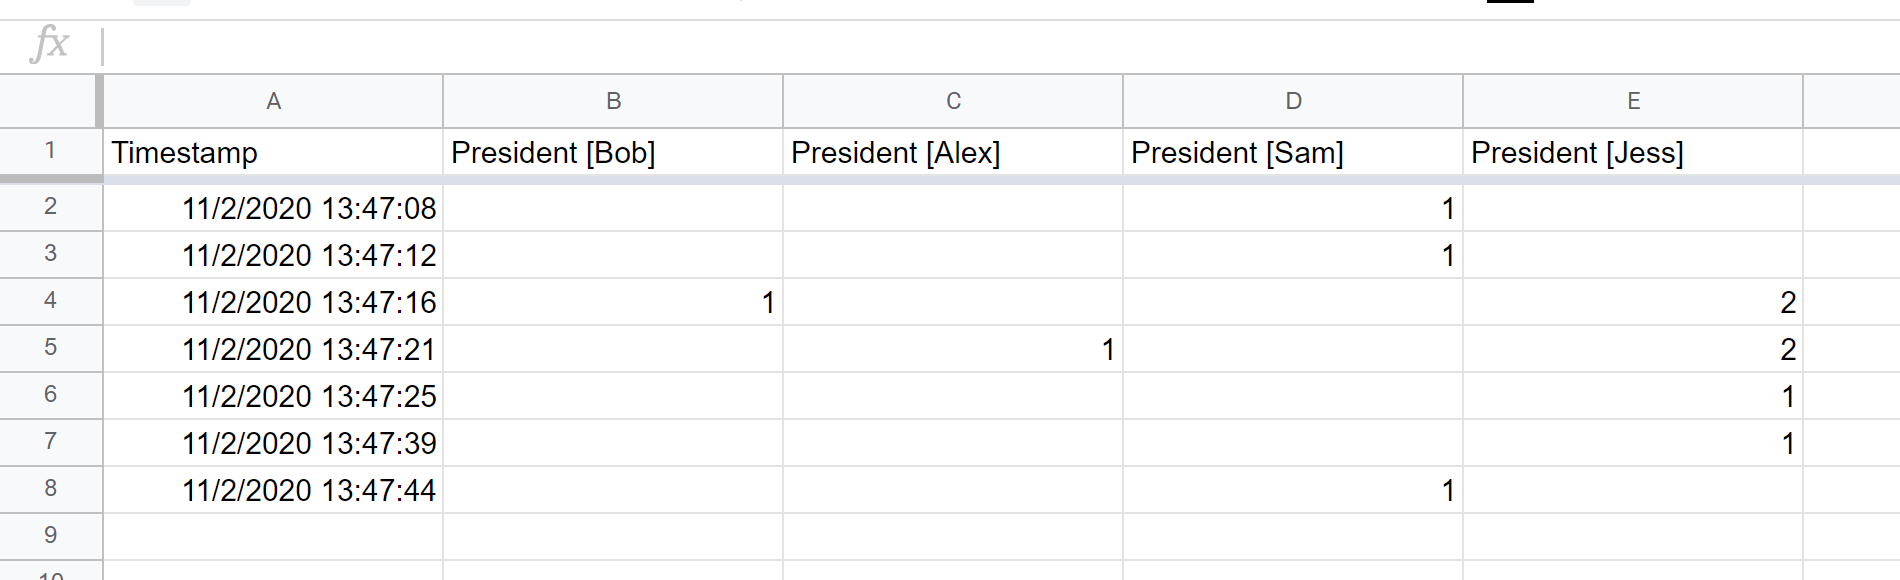 fx
A B C D E
1 Timestamp President [Bob] President [Alex] President [Sam] President [Jess]
2 11/2/2020 13:47:08 1
3 11/2/2020 13:47:12 1
4 11/2/2020 13:47:16 1 2
5 11/2/2020 13:47:21 1 2
6 11/2/2020 13:47:25 1
7 11/2/2020 13:47:39 1
8 11/2/2020 13:47:44 1
9
10